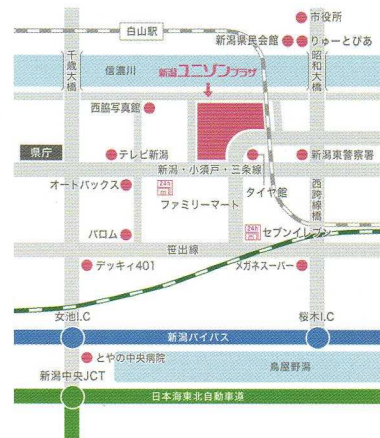 市役所
白山駅
新潟県民会館
りゅーとぴあ
千歳大橋
昭和大橋
信濃川
新潟ユニゾンプラザ
西脇写真館
県庁
テレビ新潟
新潟東警察署
新潟・小須戸・三条線
オートバックス
24h
ファミリーマート
タイヤ館
西跨線橋
バロム
24h
セブンイレブン
笹出線
デッキィ401
メガネスーパー
女池I.C
桜木I.C
新潟バイパス
とやの中央病院
鳥屋野潟
新潟中央JCT
日本海東北自動車道